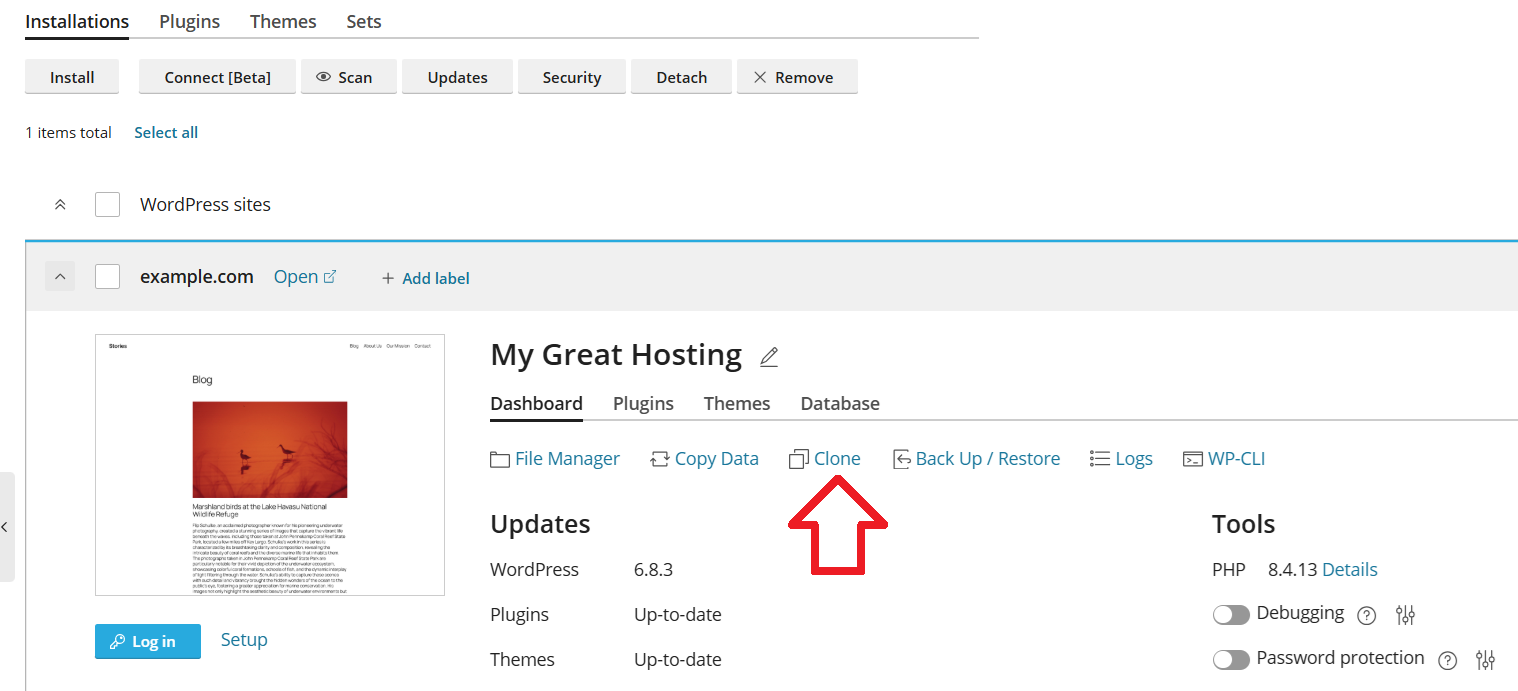 Installations Plugins Themes Sets
Install Connect [Beta] Scan Updates Security Detach Remove
1 items total Select all
WordPress sites
example.com Open + Add label
Stories Blog About Us Our Mission Contact
Blog
Marshland birds at the Lake Havasu National
Wildlife Refuge
My Great Hosting
Dashboard Plugins Themes Database
File Manager Copy Data Clone Back Up / Restore Logs WP-CLI
Updates Tools
WordPress 6.8.3 PHP 8.4.13 Details
Plugins Up-to-date Debugging ?
Themes Up-to-date Password protection ?
Log in Setup